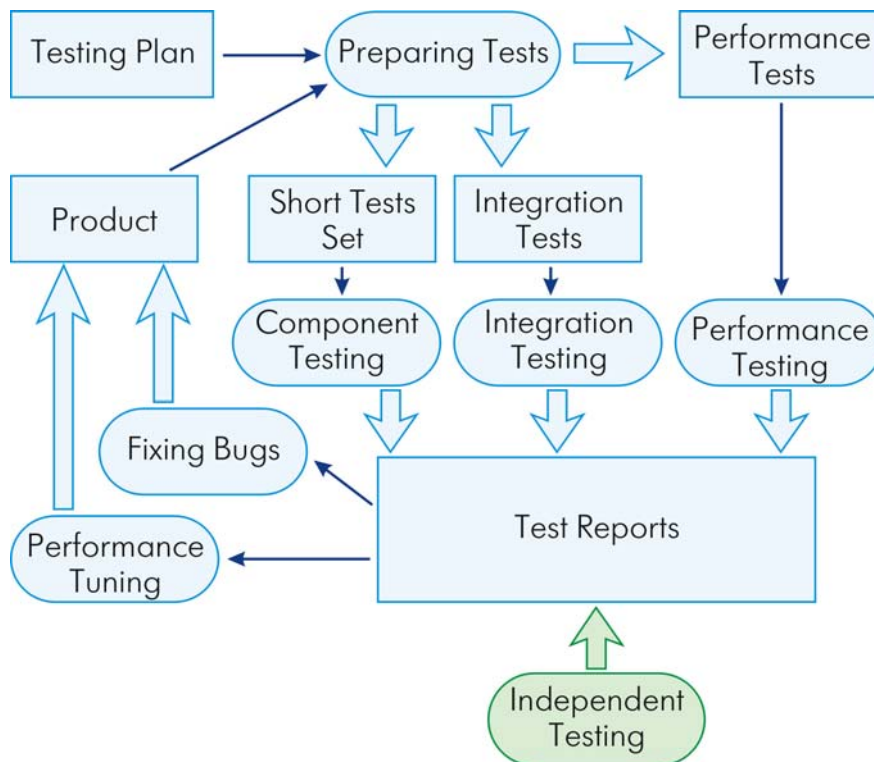 Testing Plan
Preparing Tests
Performance
Tests
Product
Short Tests
Set
Integration
Tests
Component
Testing
Integration
Testing
Performance
Testing
Fixing Bugs
Test Reports
Performance
Tuning
Independent
Testing